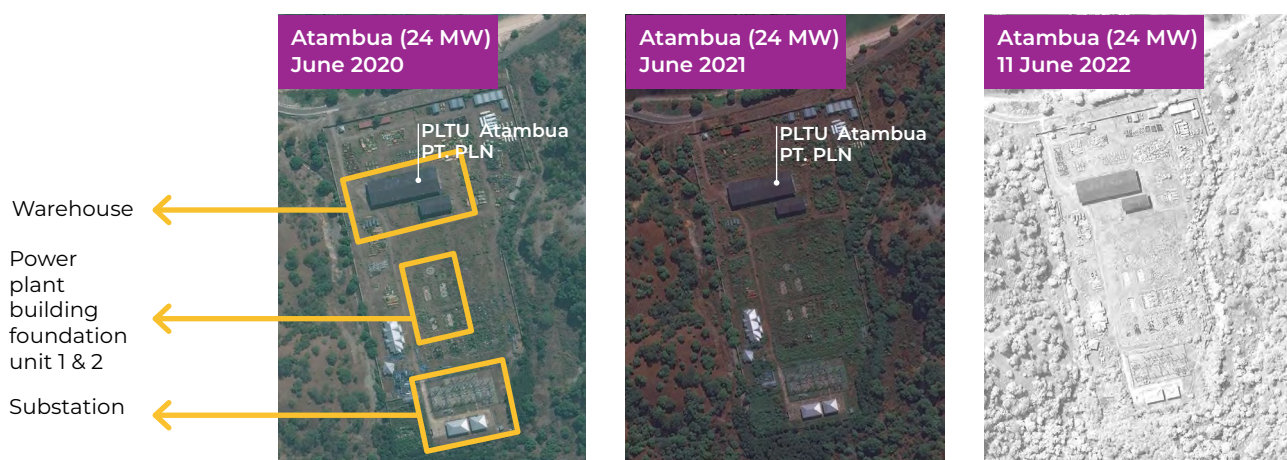 Atambua (24 MW)
June 2020
Atambua (24 MW)
June 2021
Atambua (24 MW)
11 June 2022
PLTU Atambua
PT. PLN
PLTU Atambua
PT. PLN
Warehouse
Power
plant
building
foundation
unit 1 & 2
Substation